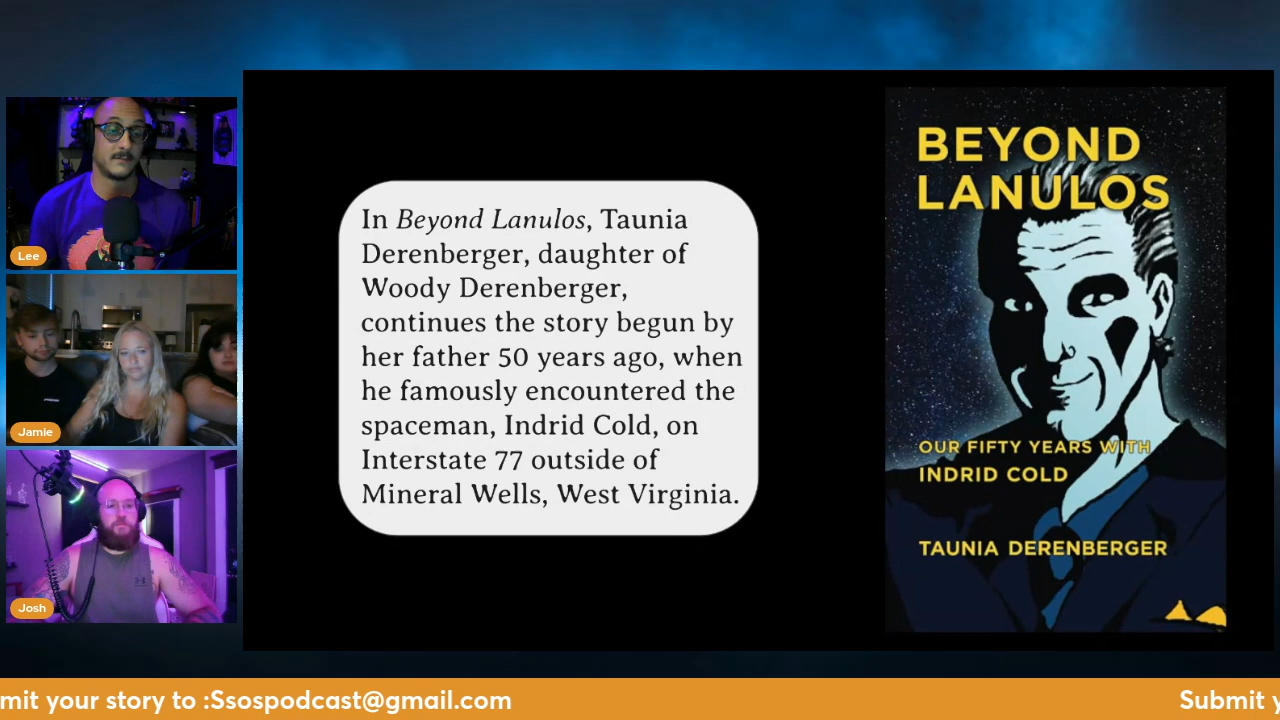 Lee
Jamie
Josh
In Beyond Lanulos, Taunia
Derenberger, daughter of
Woody Derenberger,
continues the story begun by
her father 50 years ago, when
he famously encountered the
spaceman, Indrid Cold, on
Interstate 77 outside of
Mineral Wells, West Virginia.
BEYOND
LANULOS
OUR FIFTY YEARS WITH
INDRID COLD
TAUNIA DERENBERGER
mit your story to :Ssospodcast@gmail.com
Submit y